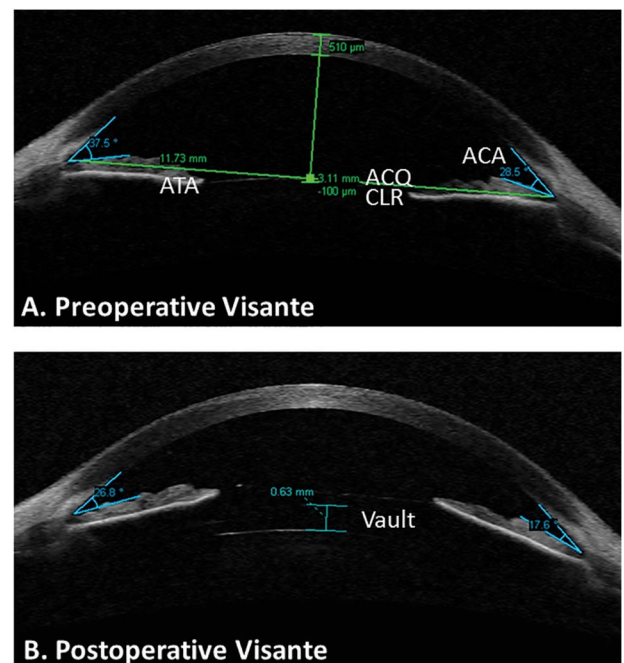 510 µm
37.5 °
11.73 mm
ATA
3.11 mm
-100 µm
ACQ
CLR
ACA
28.5 °
A. Preoperative Visante
26.8 °
0.63 mm
Vault
17.6 °
B. Postoperative Visante